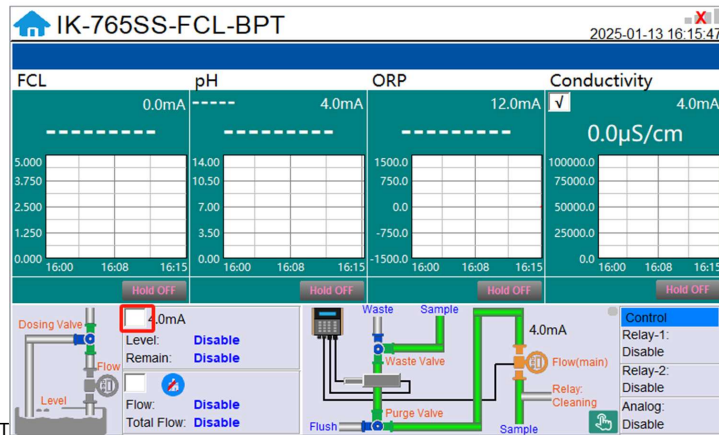 IK-765SS-FCL-BPT
X
2025-01-13 16:15:47
FCL
pH
ORP
Conductivity
0.0mA
-----
4.0mA
12.0mA
√
4.0mA
---------
---------
---------
0.0µS/cm
5.000
3.750
2.500
1.250
0.000
16:00 16:08 16:15
14.00
10.50
7.00
3.50
0.00
16:00 16:08 16:15
1500.0
750.0
0.0
-750.0
-1500.0
16:00 16:08 16:15
100000.0
75000.0
50000.0
25000.0
0.0
16:00 16:08 16:15
Hold OFF
Hold OFF
Hold OFF
Hold OFF
Dosing Valve
Flow
Level
4.0mA
Level: Disable
Remain: Disable
Flow: Disable
Total Flow: Disable
Waste
Sample
4.0mA
Waste Valve
Flow(main)
Relay:
Cleaning
Purge Valve
Flush
Sample
Control
Relay-1:
Disable
Relay-2:
Disable
Analog:
Disable
T